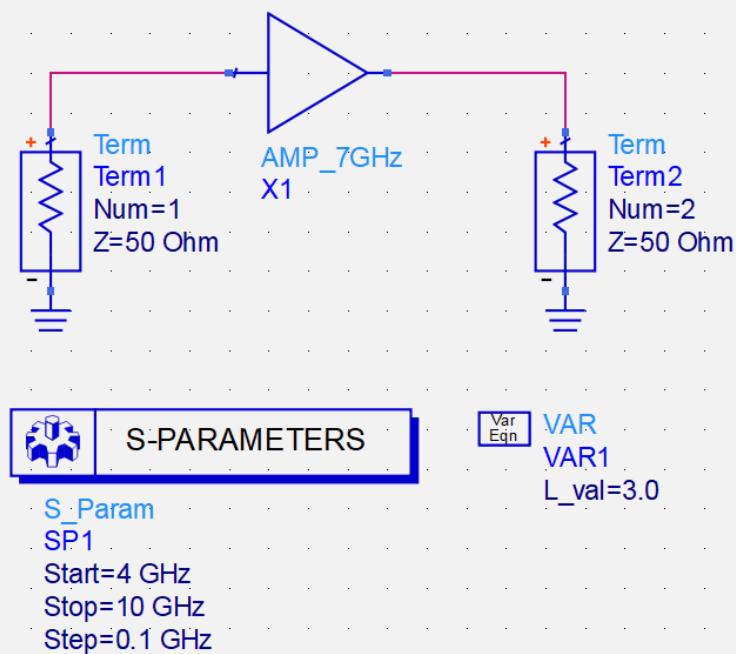 Term
Term1
Num=1
Z=50 Ohm
AMP_7GHz
X1
Term
Term2
Num=2
Z=50 Ohm
S-PARAMETERS
S_Param
SP1
Start=4 GHz
Stop=10 GHz
Step=0.1 GHz
Var
Eqn
VAR
VAR1
L_val=3.0